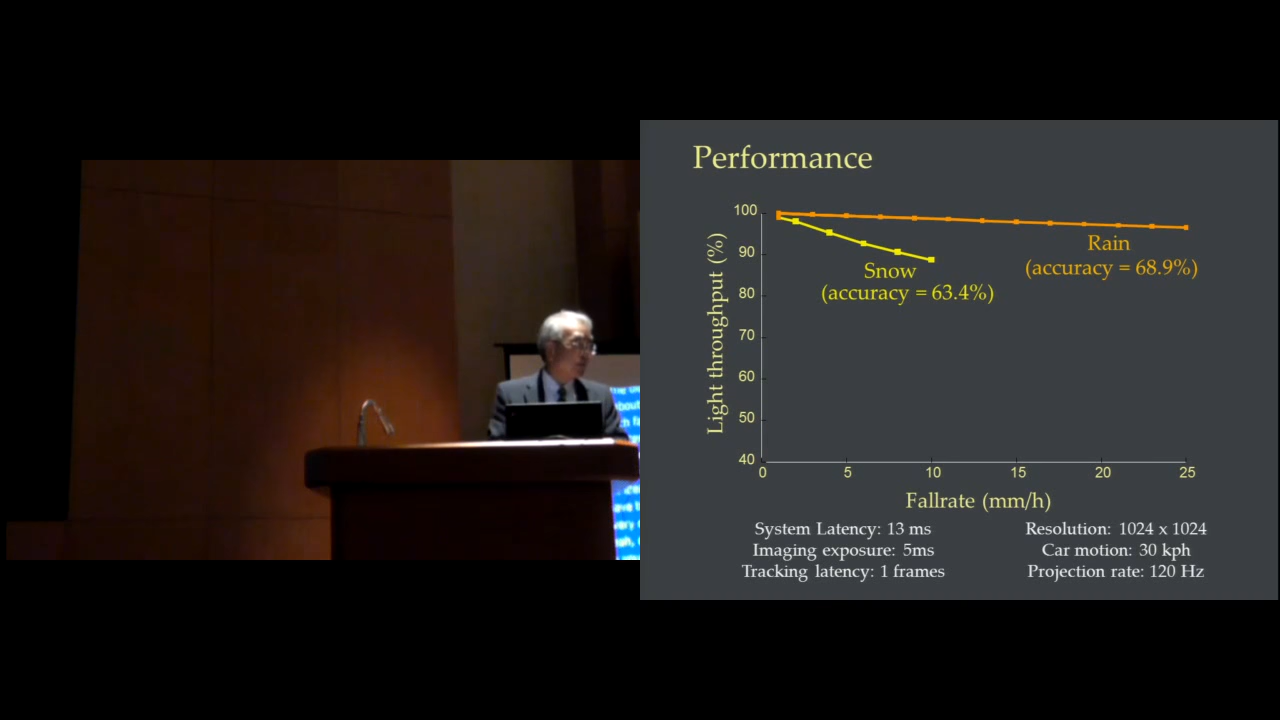 Performance
100
90
80
70
60
50
40
Light throughput (%)
Rain
(accuracy = 68.9%)
Snow
(accuracy = 63.4%)
0 5 10 15 20 25
Fallrate (mm/h)
System Latency: 13 ms
Imaging exposure: 5ms
Tracking latency: 1 frames
Resolution: 1024 x 1024
Car motion: 30 kph
Projection rate: 120 Hz